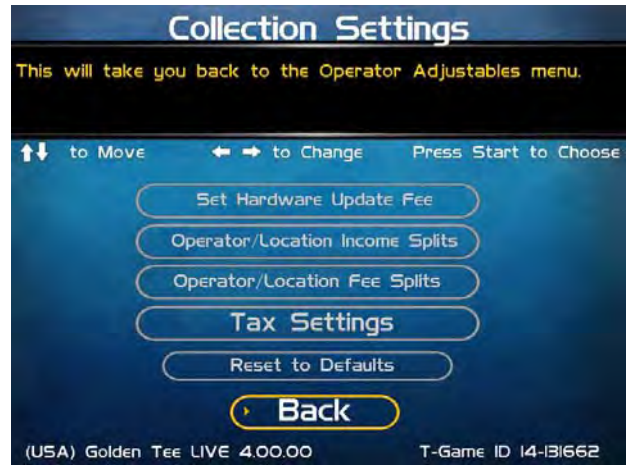 Collection Settings
This will take you back to the Operator Adjustables menu.
to Move to Change Press Start to Choose
Set Hardware Update Fee
Operator/Location Income Splits
Operator/Location Fee Splits
Tax Settings
Reset to Defaults
Back
(USA) Golden Tee LIVE 4.00.00 T-Game ID 14-131662